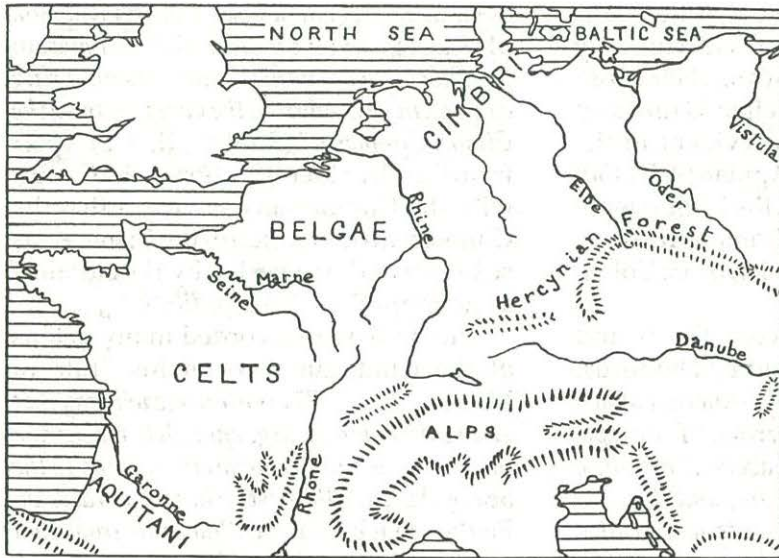 NORTH SEA
BALTIC SEA
CIMBRI
Vistula
Oder
Elbe
Rhine
BELGAE
Hercynian Forest
Marne
Seine
Danube
CELTS
ALPS
Garonne
Rhone
AQUITANI